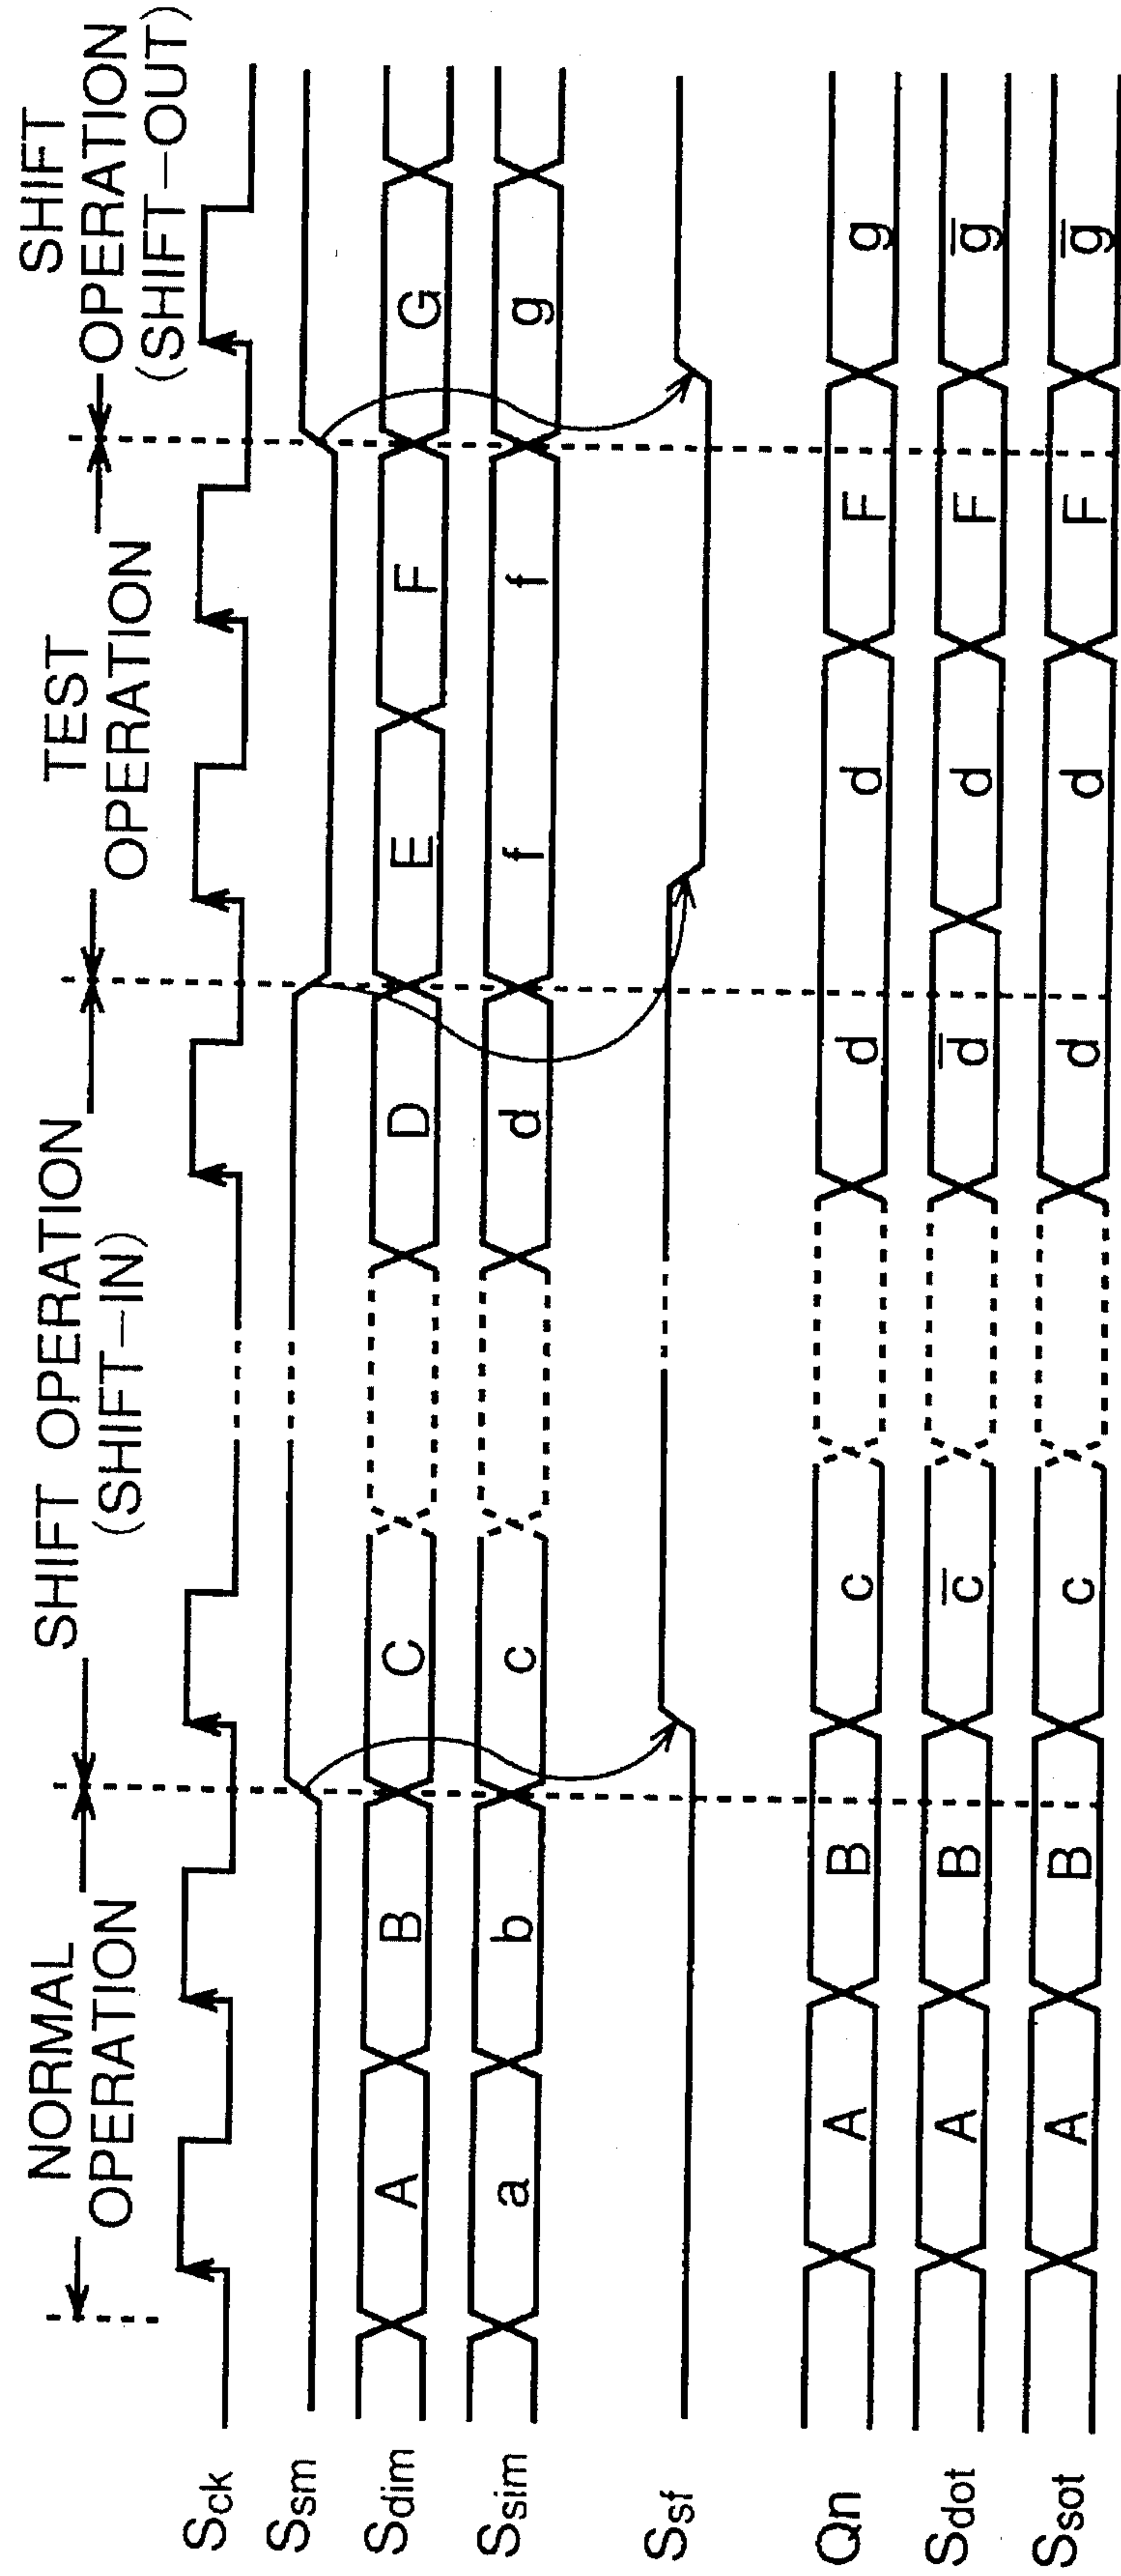 NORMAL
OPERATION
SHIFT OPERATION
(SHIFT-IN)
TEST
OPERATION
SHIFT
OPERATION
(SHIFT-OUT)
Sck
Ssm
Sdim A B C D E F G
Ssim a b c d f f g
Ssf
Qn A B c d d F g
Sdot A B c̅ d̅ d F g̅
Ssot A B c d d F g̅